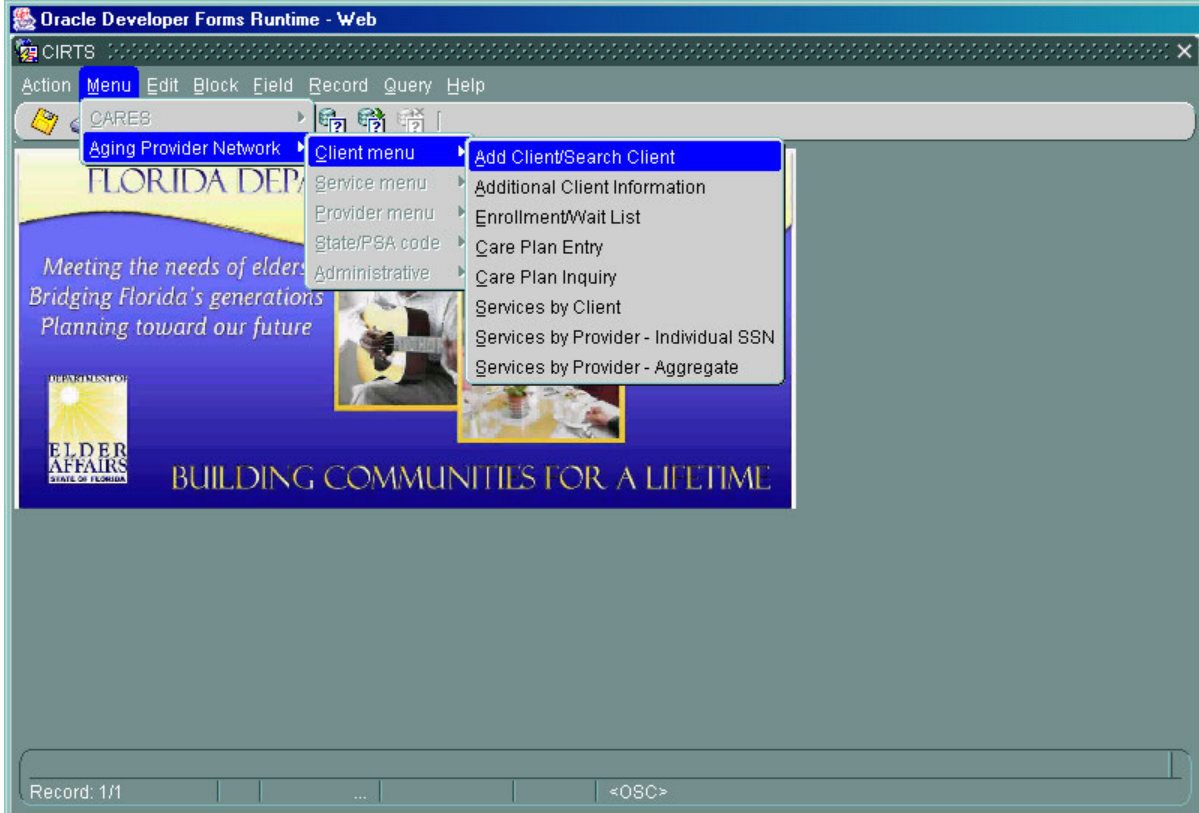 Oracle Developer Forms Runtime - Web
CIRTS
Action Menu Edit Block Field Record Query Help
CARES
Aging Provider Network
Client menu
Service menu
Provider menu
State/PSA code
Administrative
Add Client/Search Client
Additional Client Information
Enrollment/Wait List
Care Plan Entry
Care Plan Inquiry
Services by Client
Services by Provider - Individual SSN
Services by Provider - Aggregate
FLORIDA DEPA
Meeting the needs of elders
Bridging Florida's generations
Planning toward our future
DEPARTMENT OF
ELDER
AFFAIRS
STATE OF FLORIDA
BUILDING COMMUNITIES FOR A LIFETIME
Record: 1/1 ... <OSC>